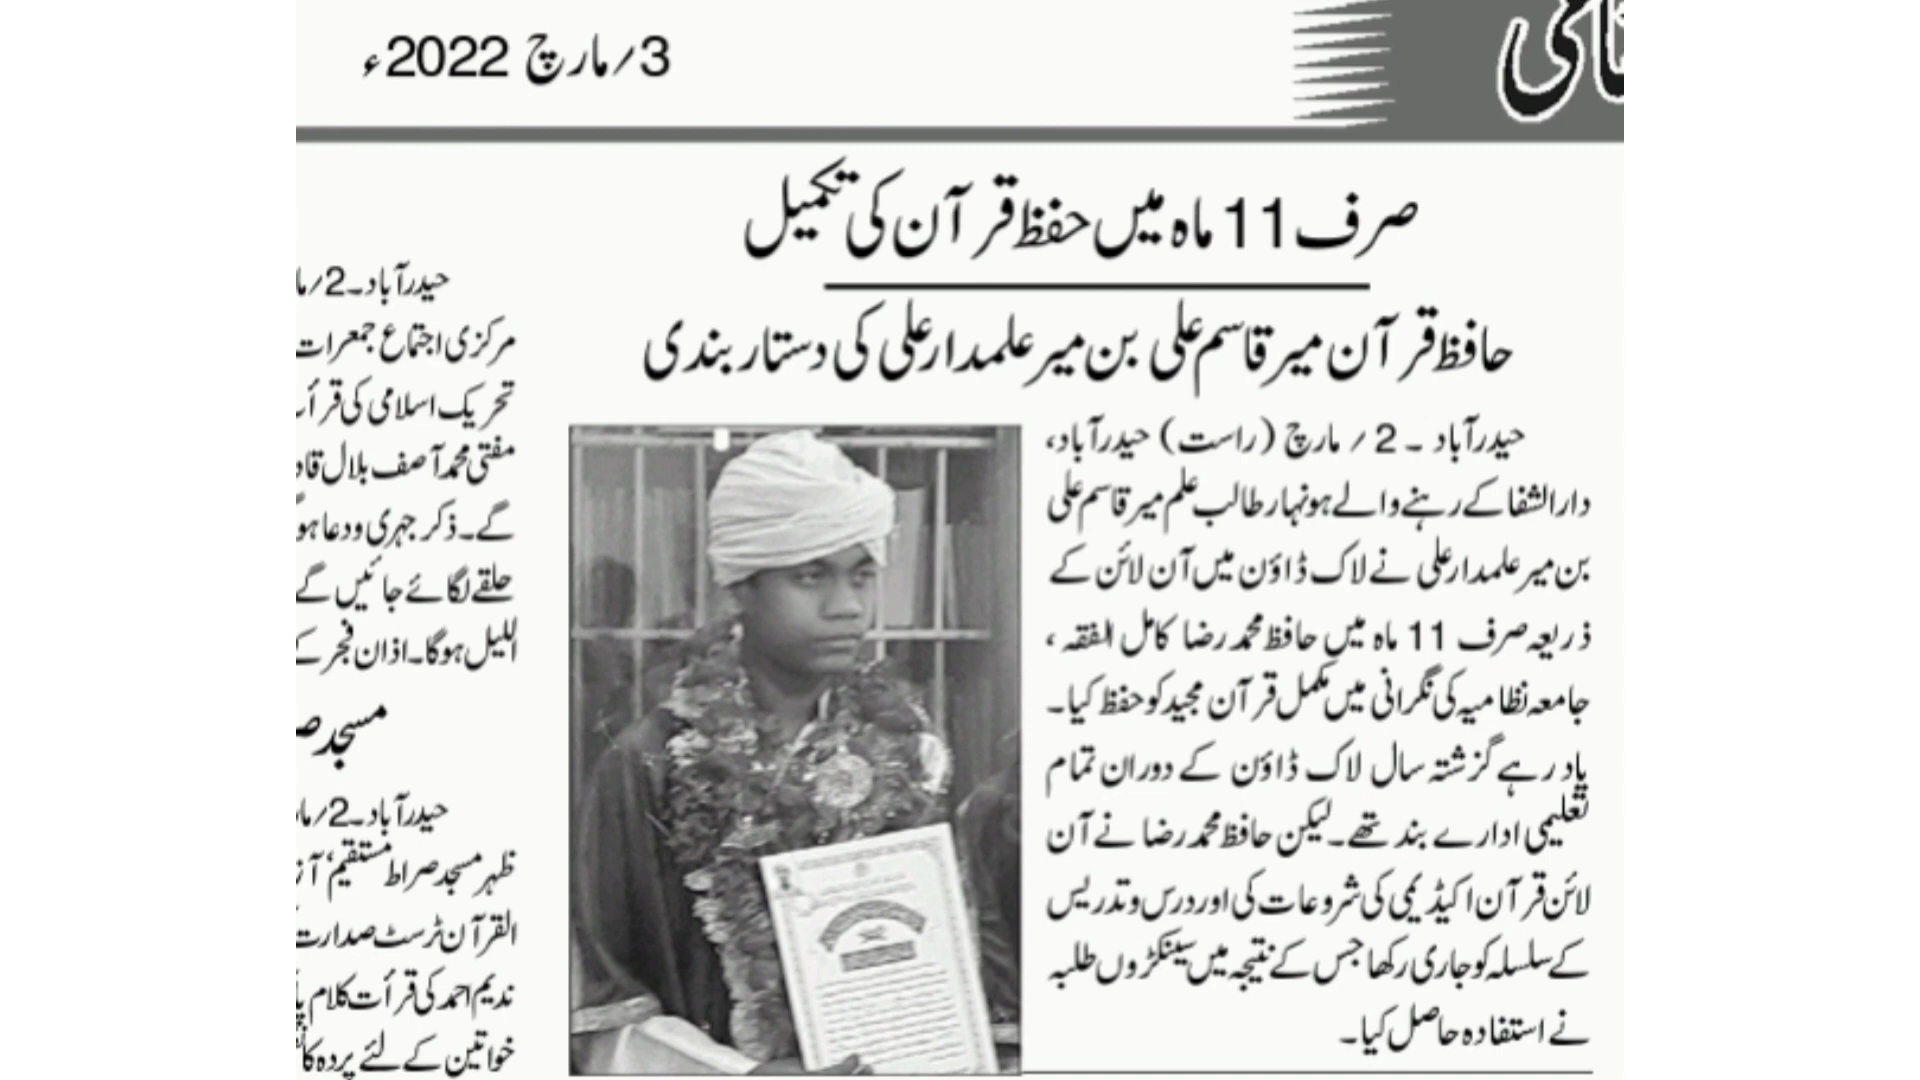 3/مارچ 2022ء
صرف 11 ماہ میں حفظ قرآن کی تکمیل
حافظ قرآن میر قاسم علی بن میر علمدار علی کی دستار بندی
حیدرآباد ۔ 2 / مارچ (راست) حیدرآباد،
دارالشفا کے رہنے والے ہونہار طالب علم میر قاسم علی
بن میر علمدار علی نے لاک ڈاؤن میں آن لائن کے
ذریعہ صرف 11 ماہ میں حافظ محمد رضا کامل الفقہ ،
جامعہ نظامیہ کی نگرانی میں مکمل قرآن مجید کو حفظ کیا۔
یاد رہے گزشتہ سال لاک ڈاؤن کے دوران تمام
تعلیمی ادارے بند تھے۔ لیکن حافظ محمد رضا نے آن
لائن قرآن اکیڈیمی کی شروعات کی اور درس و تدریس
کے سلسلہ کو جاری رکھا جس کے نتیجہ میں سینکڑوں طلبہ
نے استفادہ حاصل کیا۔
حیدرآباد۔2/
مرکزی اجتماع جمعرات
تحریک اسلامی کی
مفتی محمد آصف بلال
گے۔ ذکر جہری و دعا
حلقے لگائے جائیں گے
اللیل ہوگا۔ اذان فجر
مسجد
حیدرآباد۔2/
ظہر مسجد صراط مستقیم،
القرآن ٹرسٹ صدارت
ندیم احمد کی قرأت کلام
خواتین کے لئے پردہ